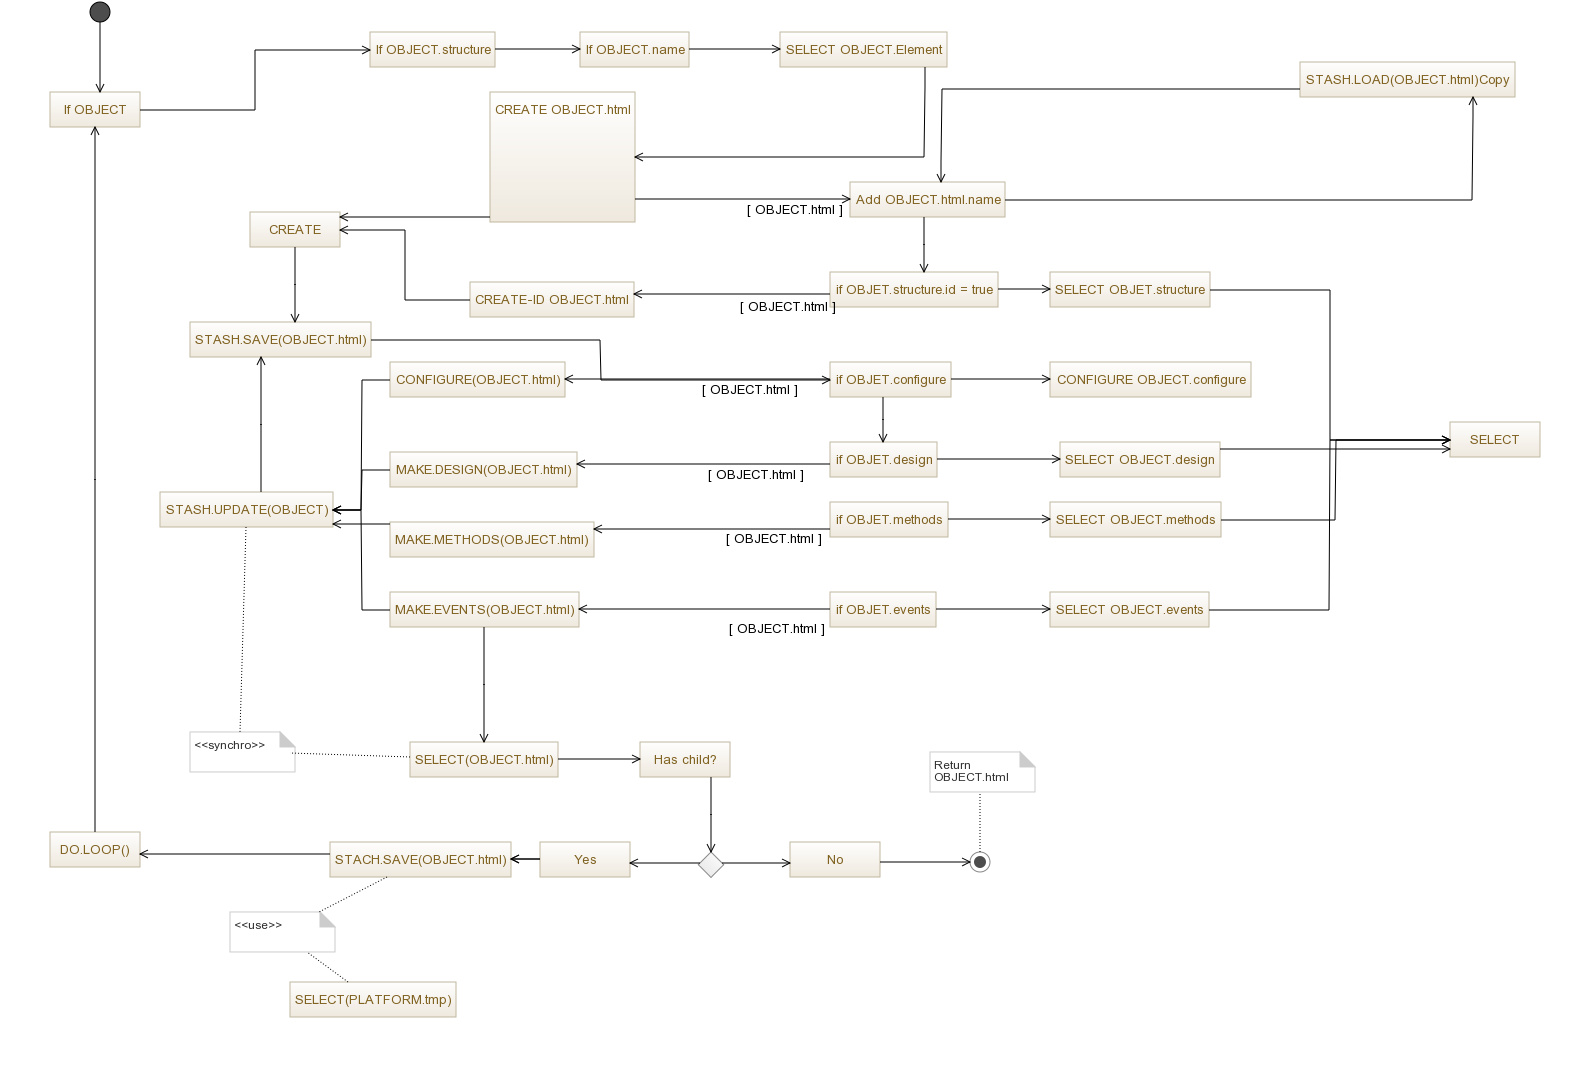 If OBJECT.structure
If OBJECT.name
SELECT OBJECT.Element
STASH.LOAD(OBJECT.html)Copy
If OBJECT
CREATE OBJECT.html
Add OBJECT.html.name
[ OBJECT.html ]
CREATE
CREATE-ID OBJECT.html
[ OBJECT.html ]
if OBJET.structure.id = true
SELECT OBJET.structure
STASH.SAVE(OBJECT.html)
CONFIGURE(OBJECT.html)
[ OBJECT.html ]
if OBJET.configure
CONFIGURE OBJECT.configure
SELECT
MAKE.DESIGN(OBJECT.html)
[ OBJECT.html ]
if OBJET.design
SELECT OBJECT.design
STASH.UPDATE(OBJECT)
MAKE.METHODS(OBJECT.html)
[ OBJECT.html ]
if OBJET.methods
SELECT OBJECT.methods
MAKE.EVENTS(OBJECT.html)
[ OBJECT.html ]
if OBJET.events
SELECT OBJECT.events
<<synchro>>
SELECT(OBJECT.html)
Has child?
Return
OBJECT.html
DO.LOOP()
STACH.SAVE(OBJECT.html)
Yes
No
<<use>>
SELECT(PLATFORM.tmp)